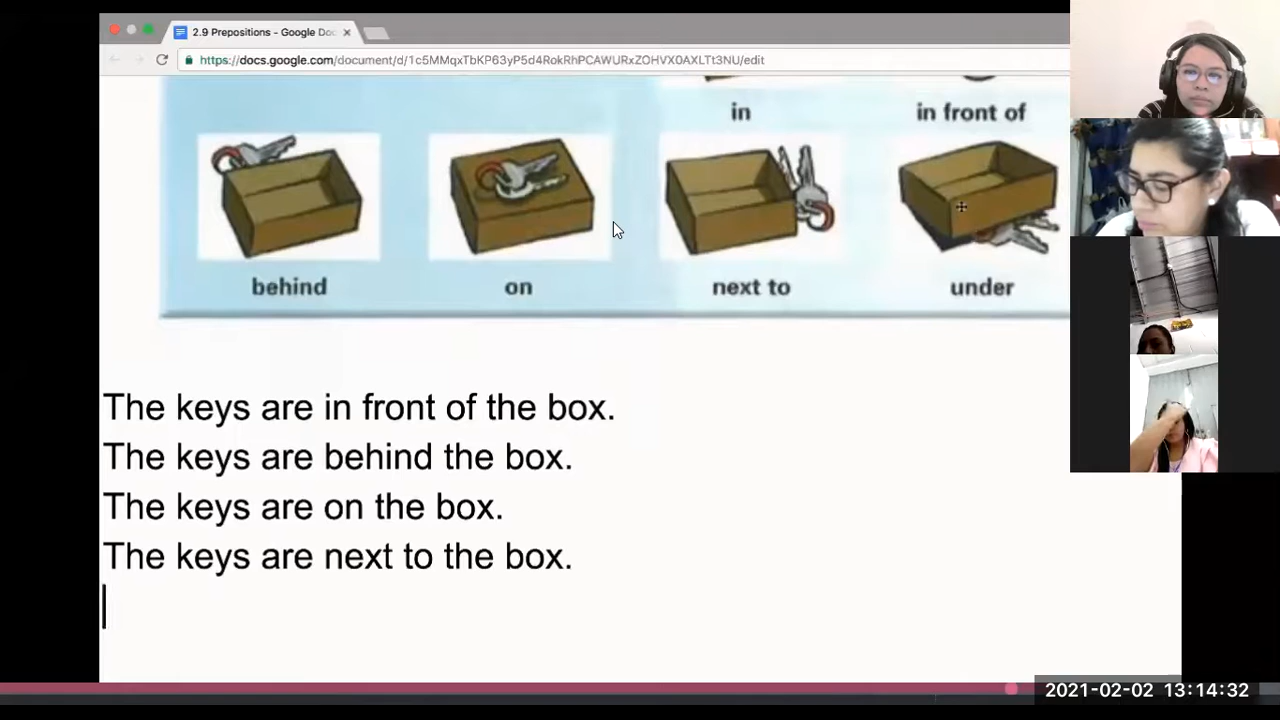 2.9 Prepositions - Google Doc
https://docs.google.com/document/d/1c5MMqxTbKP63yP5d4RokRhPCAWURxZOHVX0AXLTt3NU/edit
in in front of
behind on next to under
The keys are in front of the box.
The keys are behind the box.
The keys are on the box.
The keys are next to the box.
2021-02-02 13:14:32